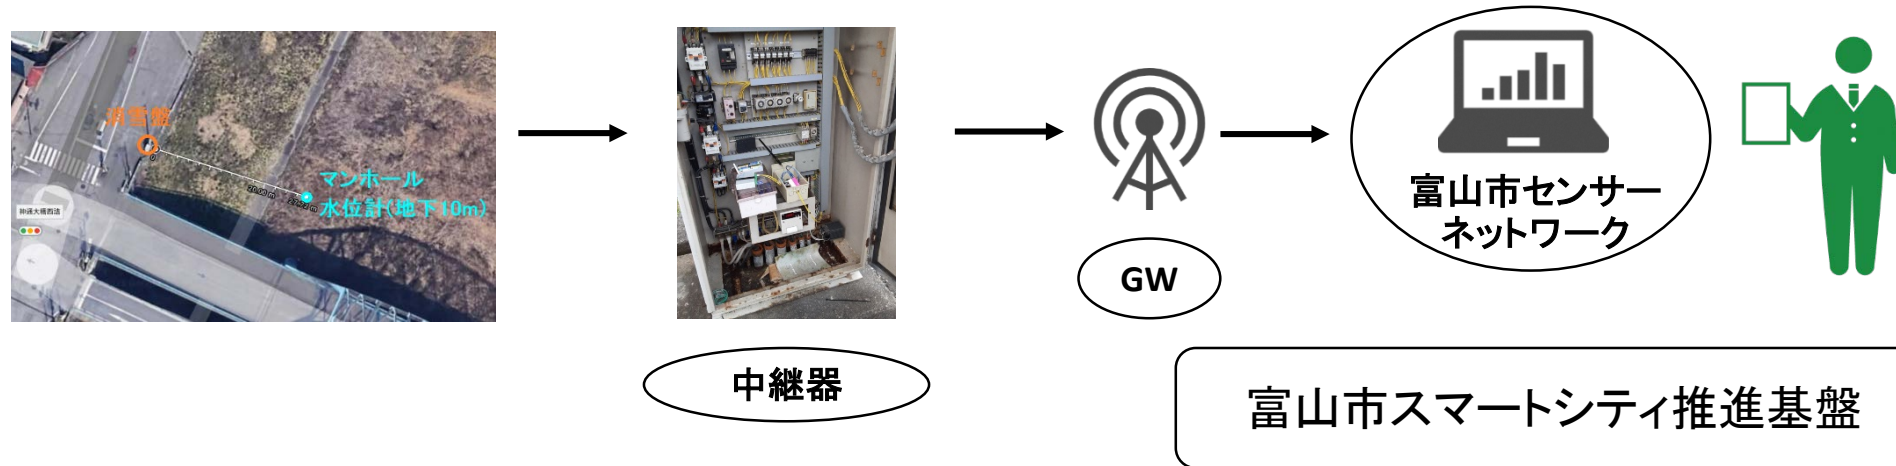 消雪盤
マンホール
水位計(地下10m)
20.00 m
中継器
GW
富山市センサー
ネットワーク
富山市スマートシティ推進基盤